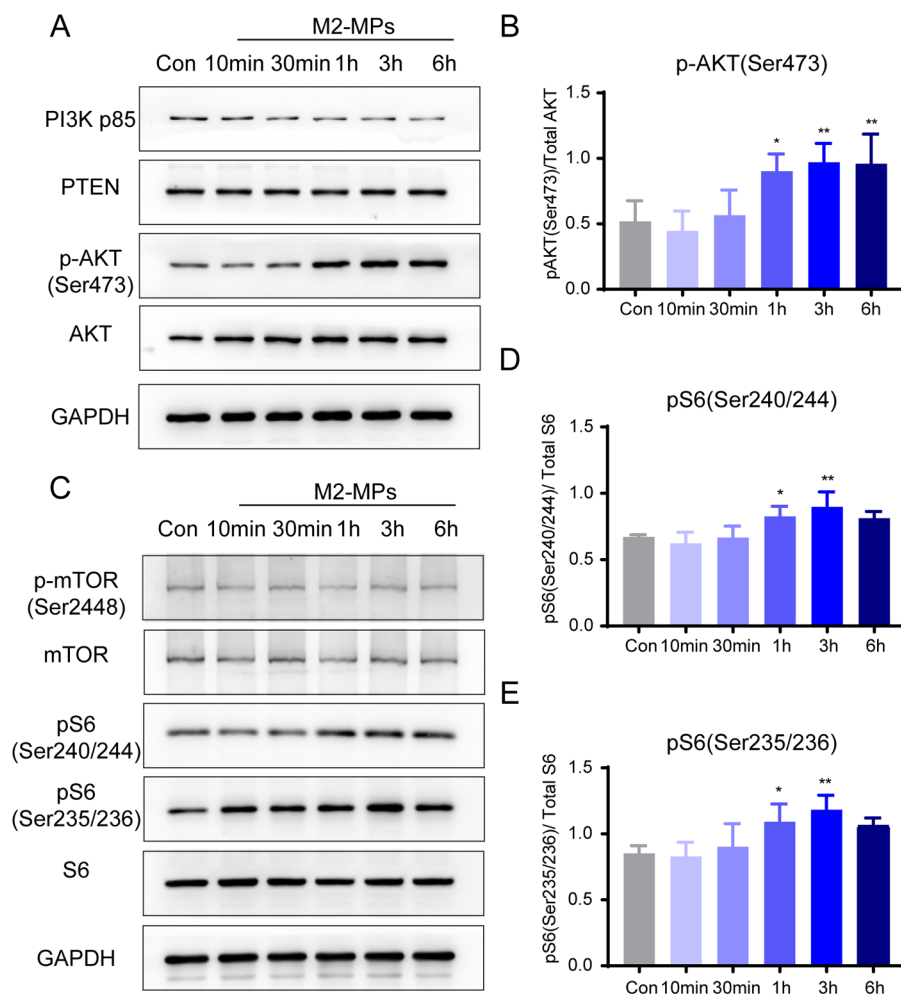 A
M2-MPs
Con 10min 30min 1h 3h 6h
PI3K p85
PTEN
p-AKT
(Ser473)
AKT
GAPDH
B
p-AKT(Ser473)
pAKT(Ser473)/Total AKT
1.5
1.0
0.5
0.0
* ** **
Con 10min 30min 1h 3h 6h
C
M2-MPs
Con 10min 30min 1h 3h 6h
p-mTOR
(Ser2448)
mTOR
pS6
(Ser240/244)
pS6
(Ser235/236)
S6
GAPDH
D
pS6(Ser240/244)
pS6(Ser240/244)/ Total S6
1.5
1.0
0.5
0.0
* **
Con 10min 30min 1h 3h 6h
E
pS6(Ser235/236)
pS6(Ser235/236)/ Total S6
1.5
1.0
0.5
0.0
* **
Con 10min 30min 1h 3h 6h